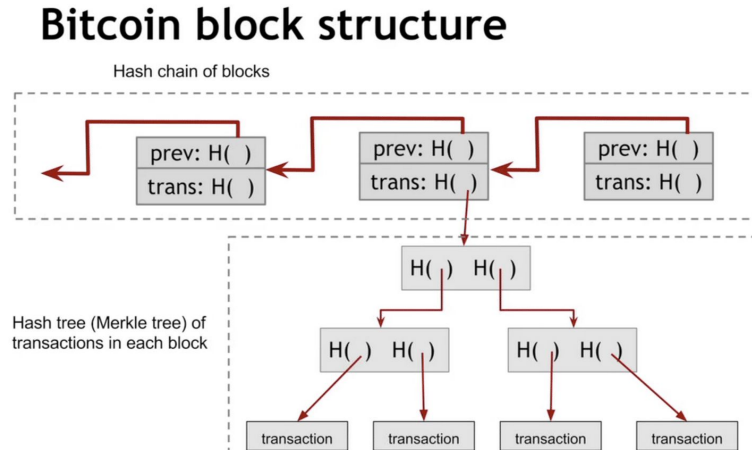 Bitcoin block structure
Hash chain of blocks
prev: H( )
trans: H( )
prev: H( )
trans: H( )
prev: H( )
trans: H( )
H( ) H( )
Hash tree (Merkle tree) of
transactions in each block
H( ) H( )
H( ) H( )
transaction
transaction
transaction
transaction